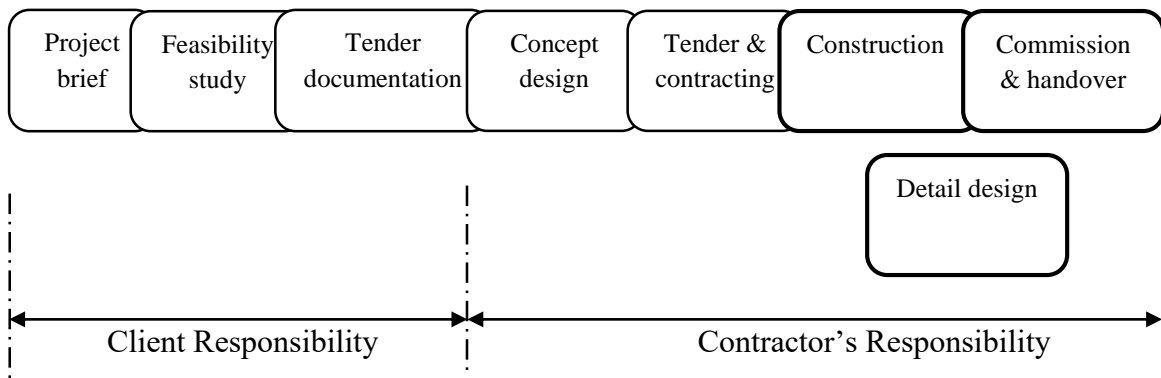 Project
brief
Feasibility
study
Tender
documentation
Concept
design
Tender &
contracting
Construction
Commission
& handover
Detail design
Client Responsibility
Contractor’s Responsibility